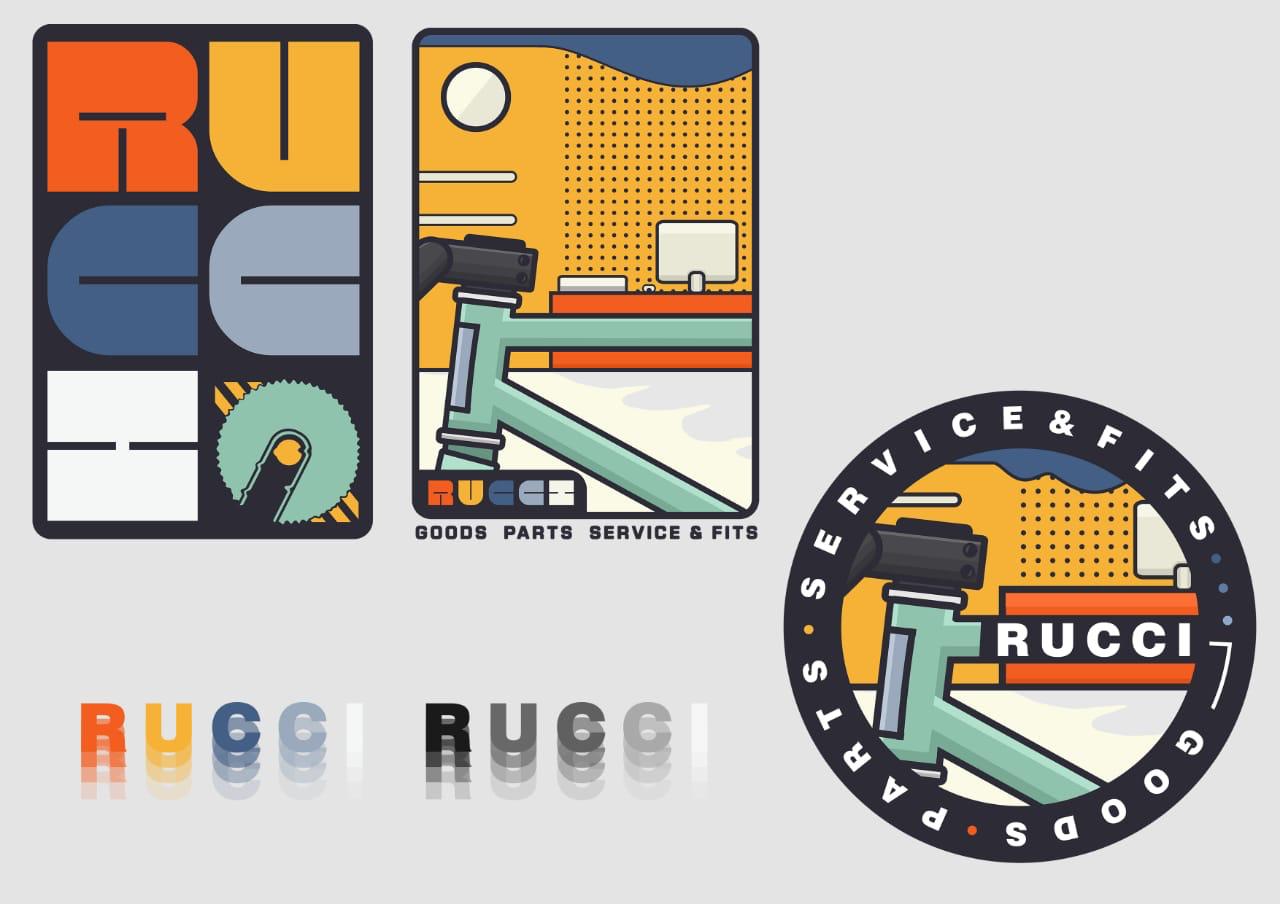 RU
CC
I
RUCCI
GOODS PARTS SERVICE & FITS
RUCCI
RUCCI
SERVICE & FITS
RUCCI
GOODS • PARTS •